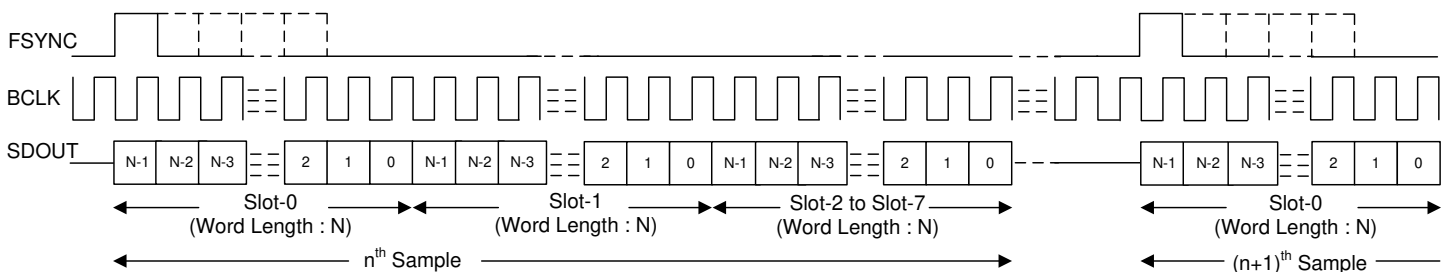 FSYNC
BCLK
SDOUT N-1 N-2 N-3 2 1 0 N-1 N-2 N-3 2 1 0 N-1 N-2 N-3 2 1 0 N-1 N-2 N-3 2 1 0
Slot-0 Slot-1 Slot-2 to Slot-7 Slot-0
(Word Length : N) (Word Length : N) (Word Length : N) (Word Length : N)
nth Sample (n+1)th Sample